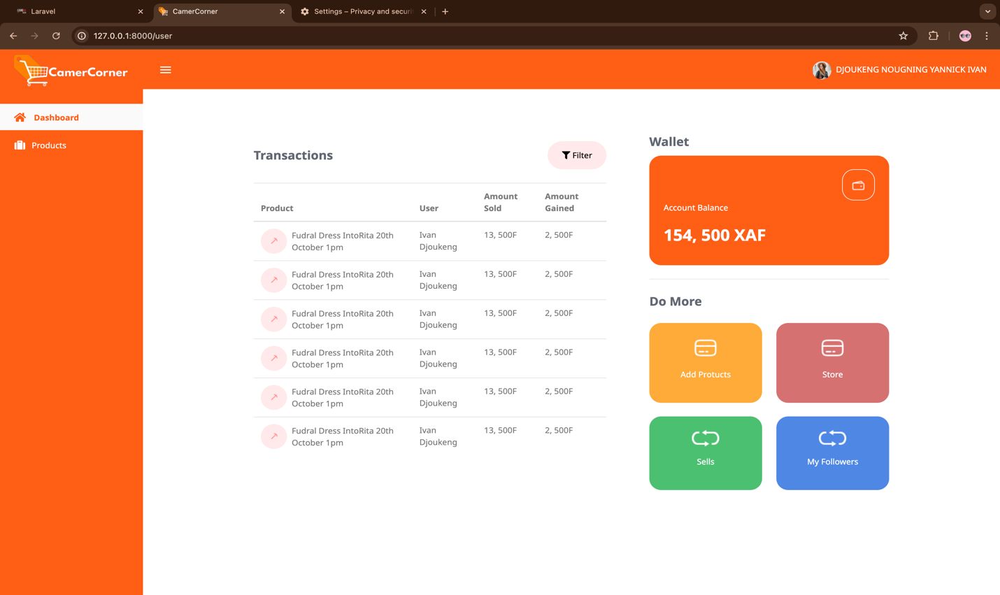 Laravel
CamerCorner
Settings – Privacy and securi
127.0.0.1:8000/user
CamerCorner
DJOUKENG NOUGNING YANNICK IVAN
Dashboard
Products
Transactions
Filter
Product User Amount Sold Amount Gained
Fudral Dress IntoRita 20th Ivan 13, 500F 2, 500F
October 1pm Djoukeng
Fudral Dress IntoRita 20th Ivan 13, 500F 2, 500F
October 1pm Djoukeng
Fudral Dress IntoRita 20th Ivan 13, 500F 2, 500F
October 1pm Djoukeng
Fudral Dress IntoRita 20th Ivan 13, 500F 2, 500F
October 1pm Djoukeng
Fudral Dress IntoRita 20th Ivan 13, 500F 2, 500F
October 1pm Djoukeng
Fudral Dress IntoRita 20th Ivan 13, 500F 2, 500F
October 1pm Djoukeng
Wallet
Account Balance
154, 500 XAF
Do More
Add Protucts
Store
Sells
My Followers